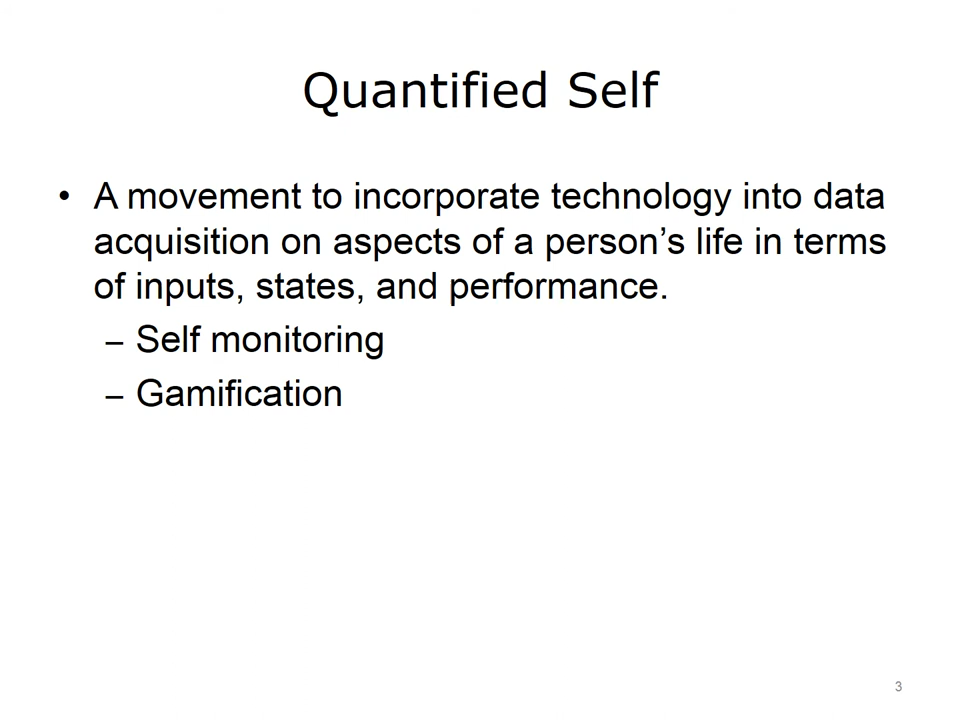 Quantified Self
• A movement to incorporate technology into data
acquisition on aspects of a person’s life in terms
of inputs, states, and performance.
– Self monitoring
– Gamification
3